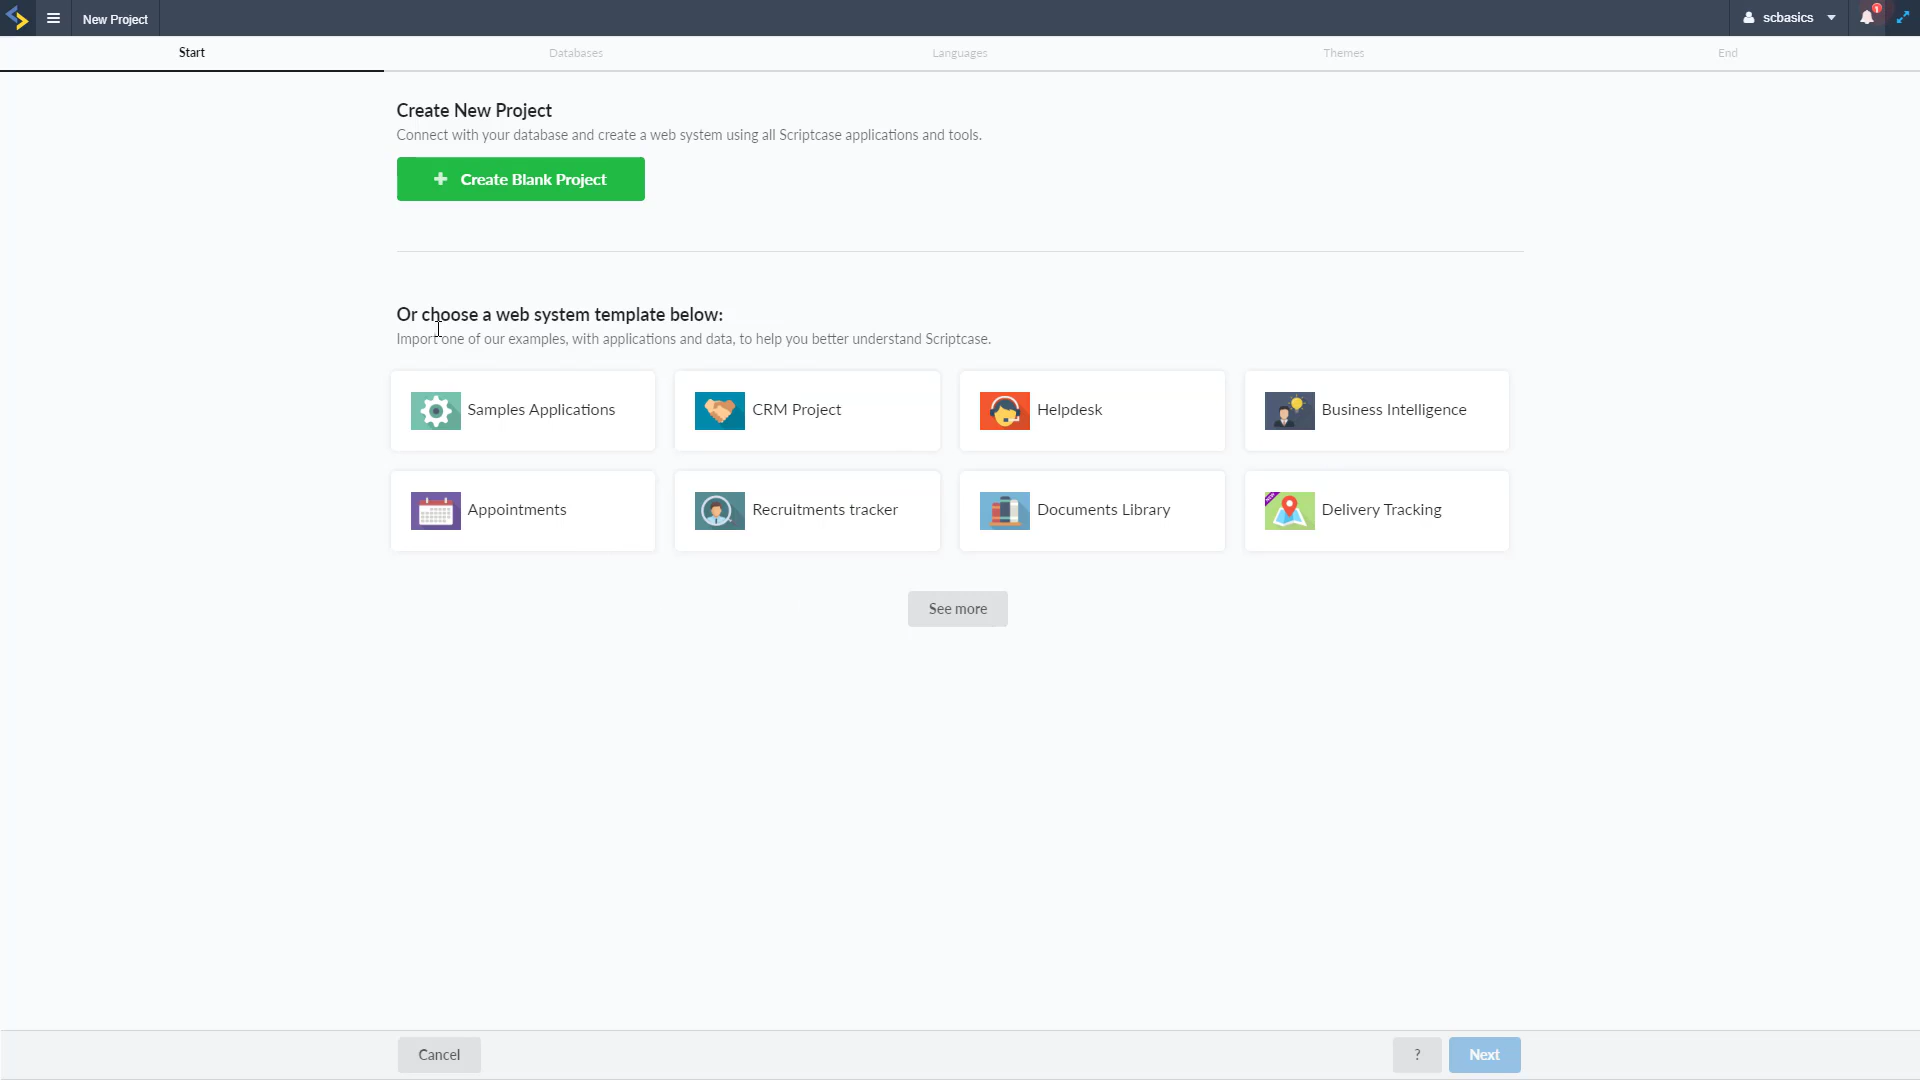 New Project
scbasics
1
Start
Databases
Languages
Themes
End
Create New Project
Connect with your database and create a web system using all Scriptcase applications and tools.
+ Create Blank Project
Or choose a web system template below:
Import one of our examples, with applications and data, to help you better understand Scriptcase.
Samples Applications
CRM Project
Helpdesk
Business Intelligence
Appointments
Recruitments tracker
Documents Library
Delivery Tracking
See more
Cancel
?
Next